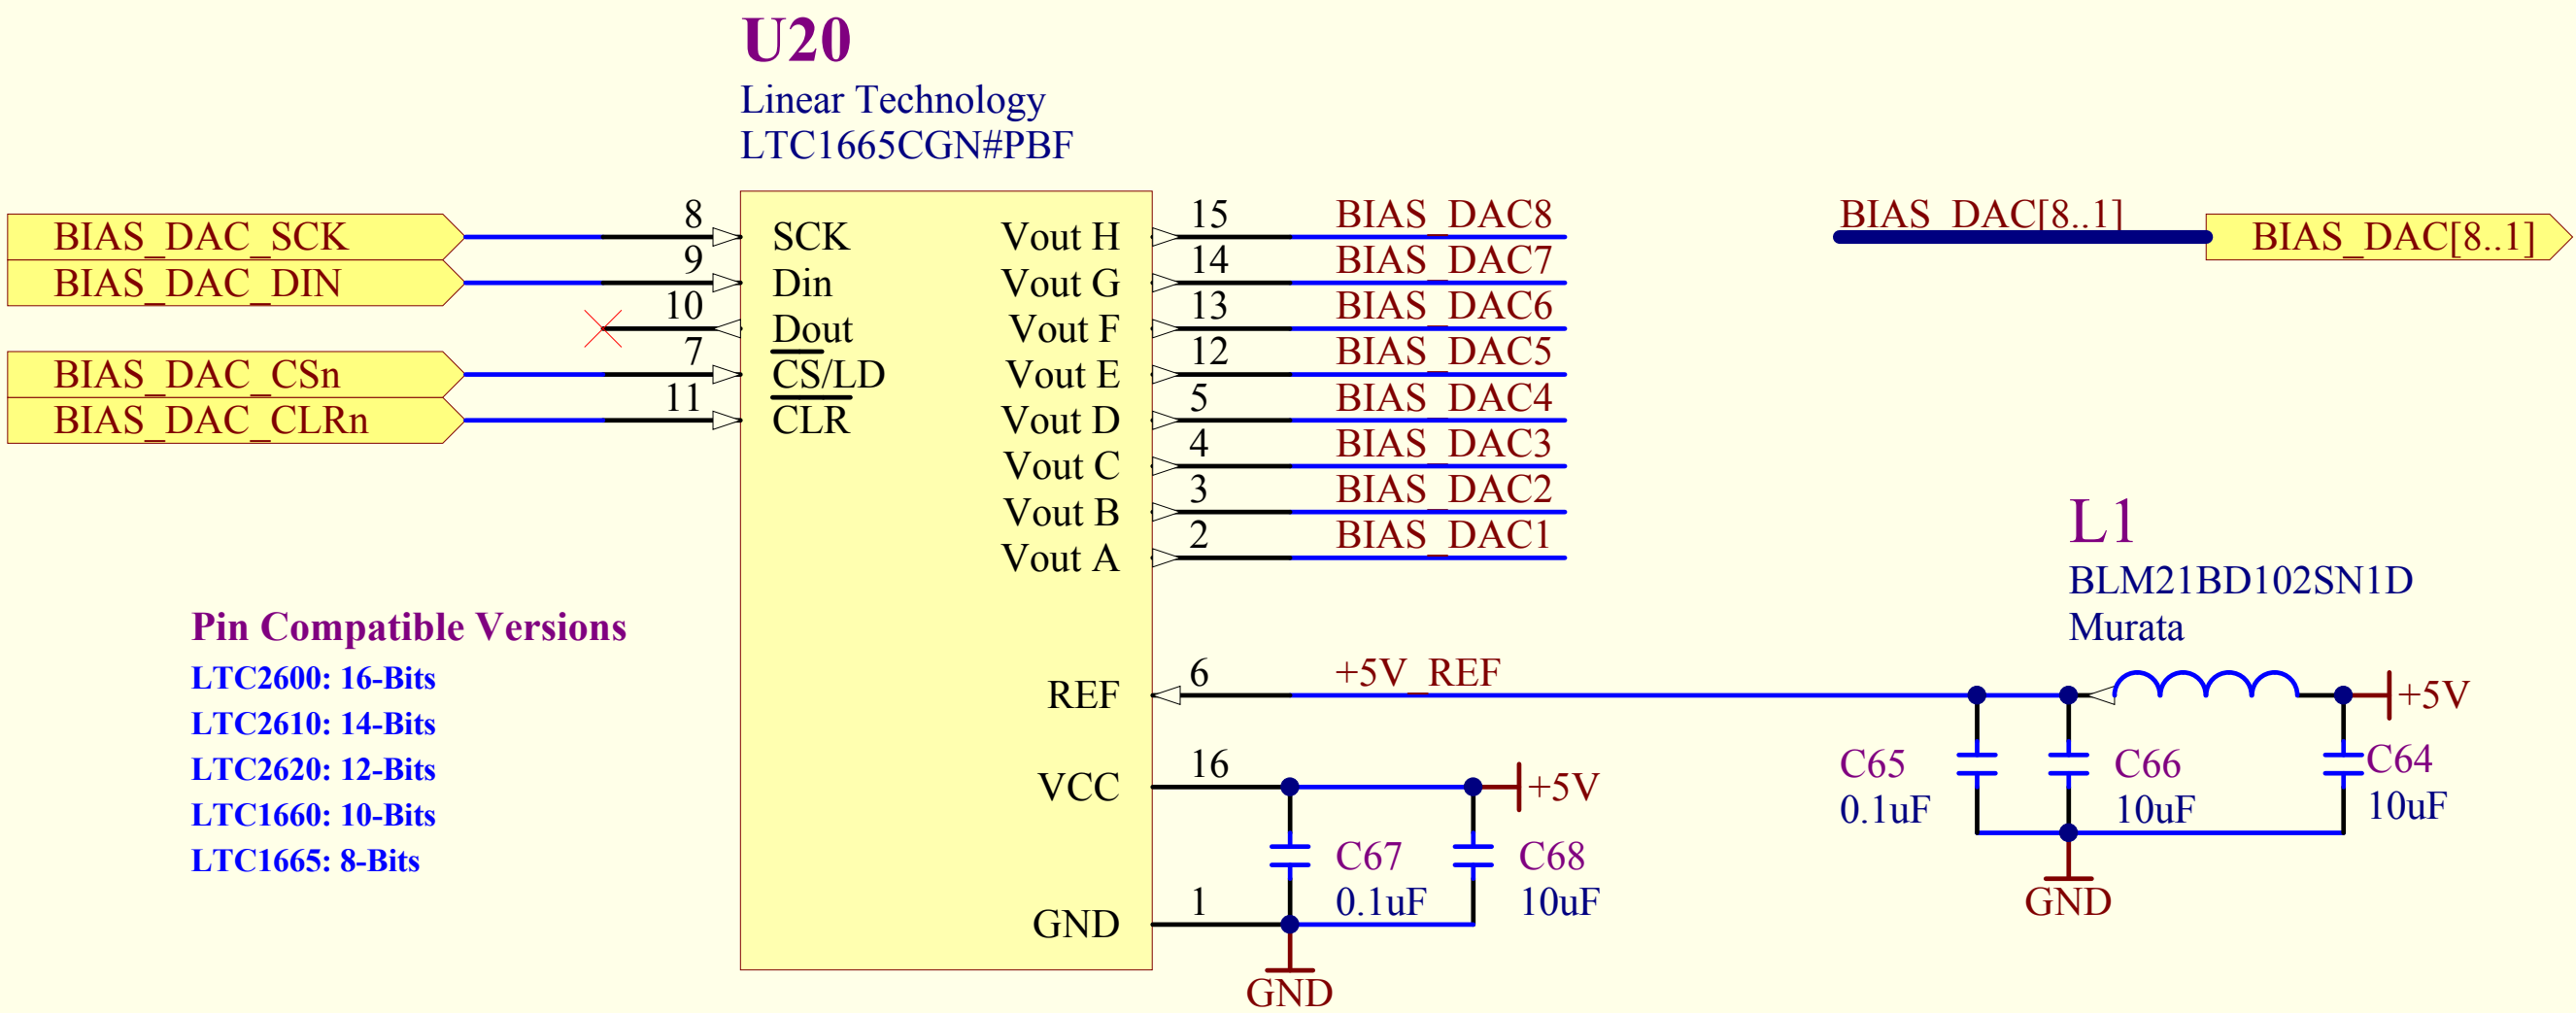 U20
Linear Technology
LTC1665CGN#PBF
BIAS_DAC_SCK
BIAS_DAC_DIN
BIAS_DAC_CSn
BIAS_DAC_CLRn
8
9
10
7
11
SCK
Din
Dout
CS/LD
CLR
Vout H
Vout G
Vout F
Vout E
Vout D
Vout C
Vout B
Vout A
REF
VCC
GND
15
14
13
12
5
4
3
2
6
16
1
BIAS_DAC8
BIAS_DAC7
BIAS_DAC6
BIAS_DAC5
BIAS_DAC4
BIAS_DAC3
BIAS_DAC2
BIAS_DAC1
+5V_REF
BIAS_DAC[8..1]
BIAS_DAC[8..1]
Pin Compatible Versions
LTC2600: 16-Bits
LTC2610: 14-Bits
LTC2620: 12-Bits
LTC1660: 10-Bits
LTC1665: 8-Bits
L1
BLM21BD102SN1D
Murata
+5V
C65
0.1uF
C66
10uF
C64
10uF
GND
+5V
C67
0.1uF
C68
10uF
GND